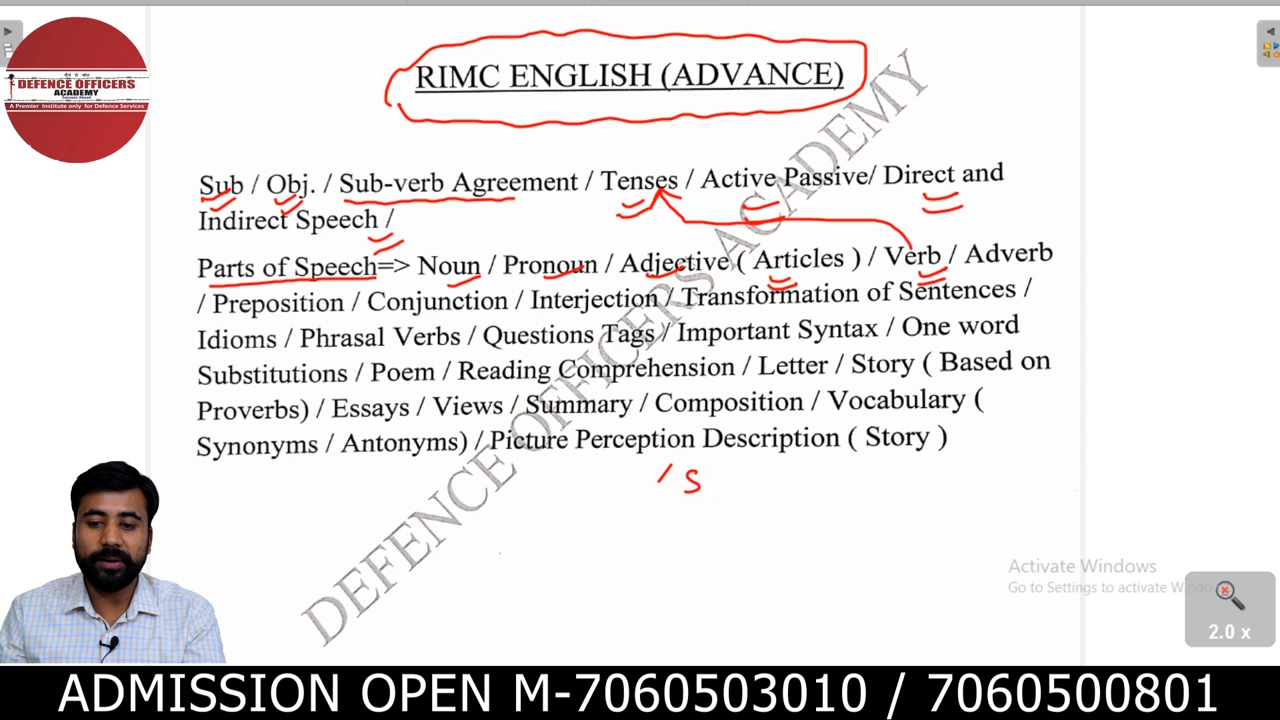 DEFENCE OFFICERS
ACADEMY
A Premier Institute only for Defence Services
RIMC ENGLISH (ADVANCE)
Sub / Obj. / Sub-verb Agreement / Tenses / Active Passive/ Direct and
Indirect Speech /
Parts of Speech=> Noun / Pronoun / Adjective ( Articles ) / Verb / Adverb
/ Preposition / Conjunction / Interjection / Transformation of Sentences /
Idioms / Phrasal Verbs / Questions Tags / Important Syntax / One word
Substitutions / Poem / Reading Comprehension / Letter / Story ( Based on
Proverbs) / Essays / Views / Summary / Composition / Vocabulary (
Synonyms / Antonyms) / Picture Perception Description ( Story )
/ S
DEFENCE OFFICERS ACADEMY
Activate Windows
Go to Settings to activate
2.0 x
ADMISSION OPEN M-7060503010 / 7060500801